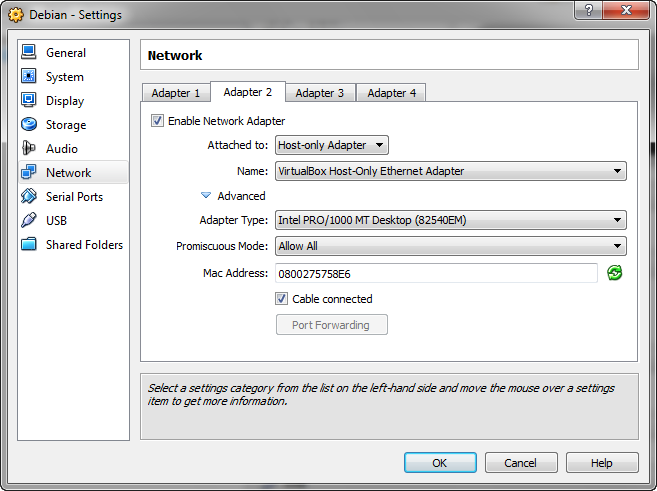 Debian - Settings
?
General
System
Display
Storage
Audio
Network
Serial Ports
USB
Shared Folders
Network
Adapter 1 Adapter 2 Adapter 3 Adapter 4
Enable Network Adapter
Attached to: Host-only Adapter
Name: VirtualBox Host-Only Ethernet Adapter
Advanced
Adapter Type: Intel PRO/1000 MT Desktop (82540EM)
Promiscuous Mode: Allow All
Mac Address: 0800275758E6
Cable connected
Port Forwarding
Select a settings category from the list on the left-hand side and move the mouse over a settings
item to get more information.
OK Cancel Help